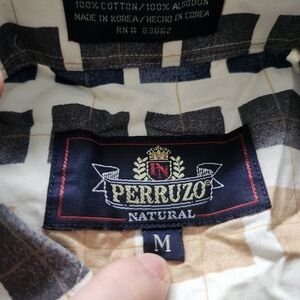 100% COTTON/100% ALGODON
MADE IN KOREA/HECHO EN COREA
RN# 83662
PERRUZO
NATURAL
M